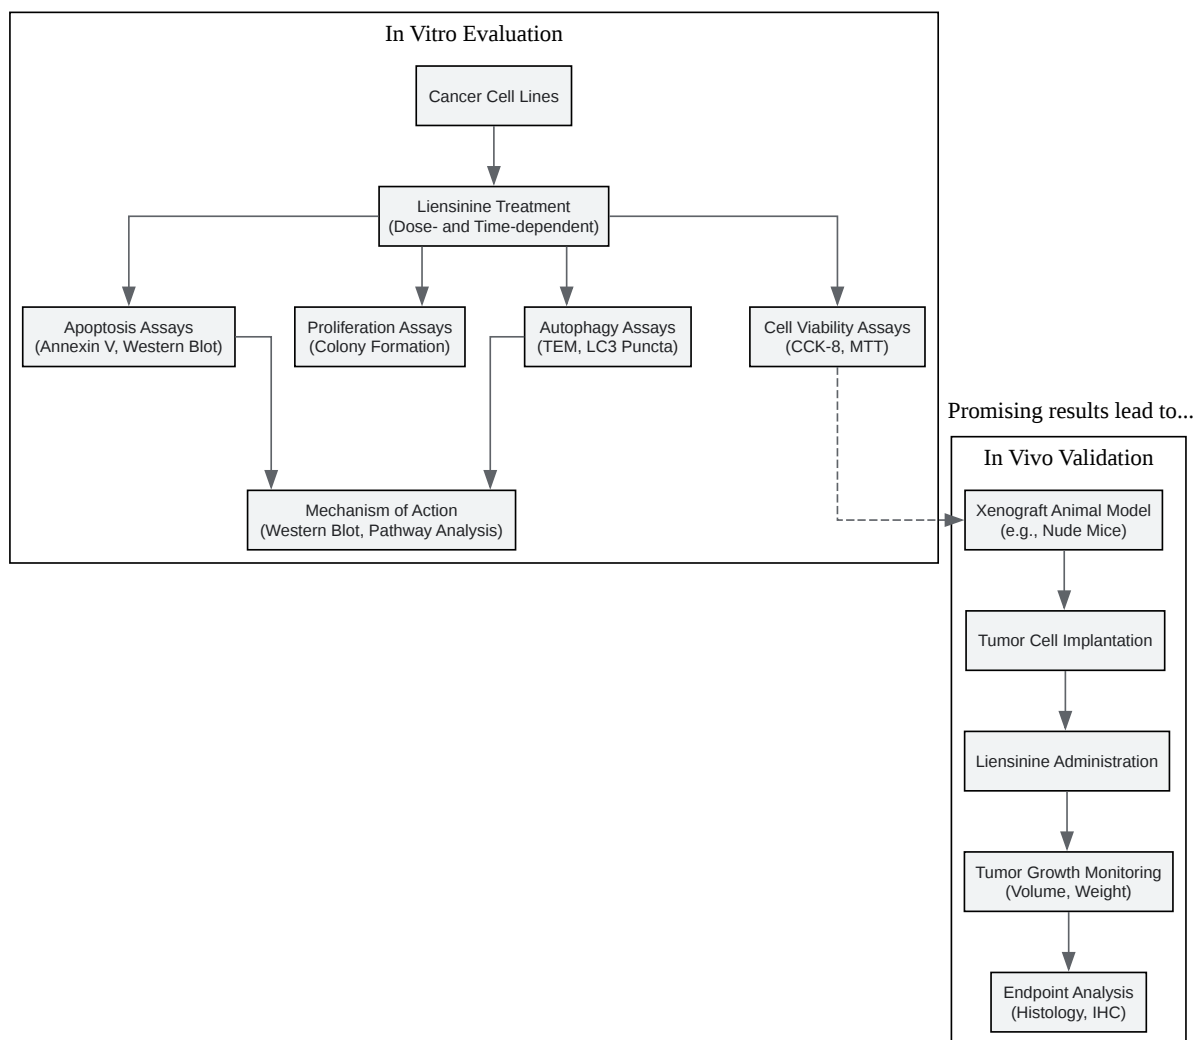 In Vitro Evaluation
Cancer Cell Lines
Liensinine Treatment
(Dose- and Time-dependent)
Apoptosis Assays
(Annexin V, Western Blot)
Proliferation Assays
(Colony Formation)
Autophagy Assays
(TEM, LC3 Puncta)
Cell Viability Assays
(CCK-8, MTT)
Mechanism of Action
(Western Blot, Pathway Analysis)
Promising results lead to...
In Vivo Validation
Xenograft Animal Model
(e.g., Nude Mice)
Tumor Cell Implantation
Liensinine Administration
Tumor Growth Monitoring
(Volume, Weight)
Endpoint Analysis
(Histology, IHC)